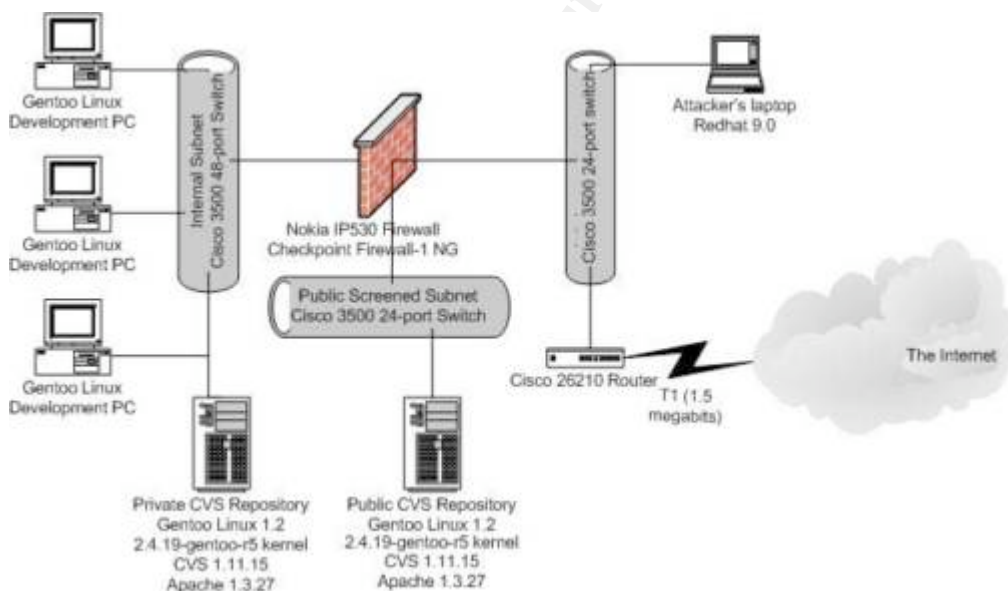 Gentoo Linux
Development PC
Gentoo Linux
Development PC
Gentoo Linux
Development PC
Internal Subnet
Cisco 3500 48-port Switch
Nokia IP530 Firewall
Checkpoint Firewall-1 NG
Public Screened Subnet
Cisco 3500 24-port Switch
Cisco 3500 24-port switch
Attacker's laptop
Redhat 9.0
Cisco 26210 Router
T1 (1.5
megabits)
The Internet
Private CVS Repository
Gentoo Linux 1.2
2.4.19-gentoo-r5 kernel
CVS 1.11.15
Apache 1.3.27
Public CVS Repository
Gentoo Linux 1.2
2.4.19-gentoo-r5 kernel
CVS 1.11.15
Apache 1.3.27